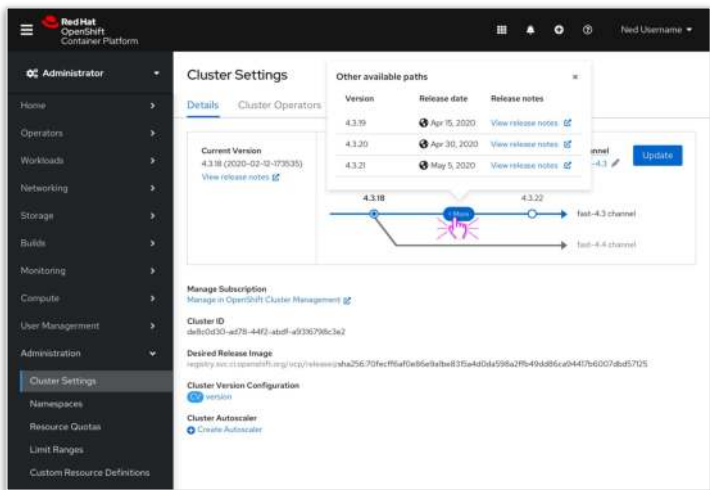 Red Hat
OpenShift
Container Platform
Ned Username
Administrator
Home
Operators
Workloads
Networking
Storage
Builds
Monitoring
Compute
User Management
Administration
Cluster Settings
Namespaces
Resource Quotas
Limit Ranges
Custom Resource Definitions
Cluster Settings
Details Cluster Operators
Other available paths
Version Release date Release notes
4.3.19 Apr 15, 2020 View release notes
4.3.20 Apr 30, 2020 View release notes
4.3.21 May 5, 2020 View release notes
Current Version
4.3.18 (2020-02-12-173535)
View release notes
nnel
-4.3
Update
4.3.18 4.3.22
+ More
fast-4.3 channel
fast-4.4 channel
Manage Subscription
Manage in OpenShift Cluster Management
Cluster ID
Desired Release Image
Cluster Version Configuration
CV version
Cluster Autoscaler
Create Autoscaler